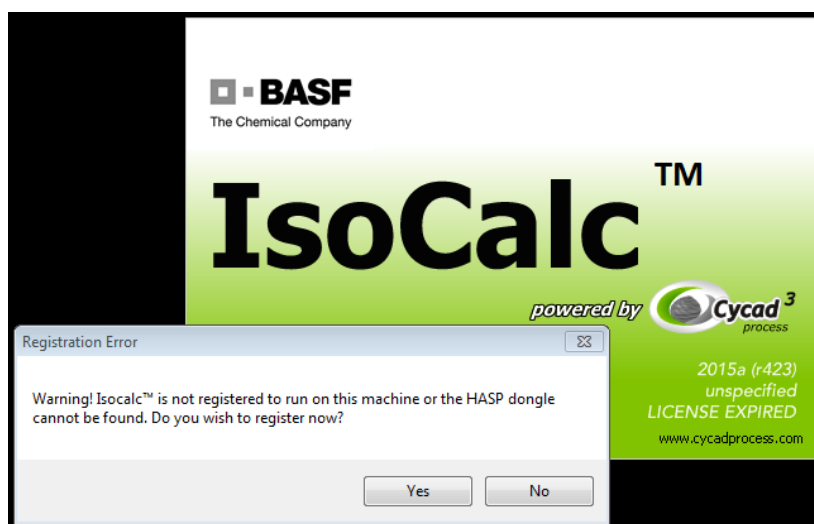 BASF
The Chemical Company
IsoCalc™
powered by Cycad 3
process
2015a (r423)
unspecified
LICENSE EXPIRED
www.cycadprocess.com
Registration Error
Warning! Isocalc™ is not registered to run on this machine or the HASP dongle
cannot be found. Do you wish to register now?
Yes No